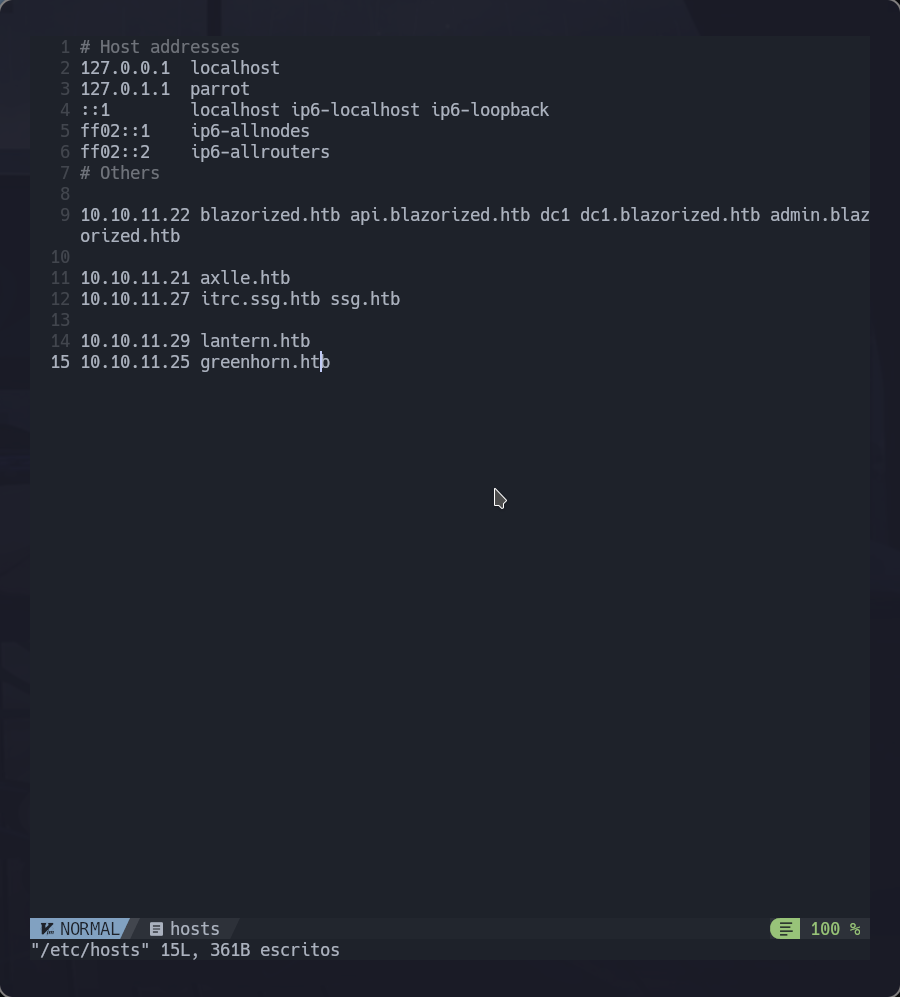 1 # Host addresses
2 127.0.0.1  localhost
3 127.0.1.1  parrot
4 ::1        localhost ip6-localhost ip6-loopback
5 ff02::1    ip6-allnodes
6 ff02::2    ip6-allrouters
7 # Others
8
9 10.10.11.22 blazorized.htb api.blazorized.htb dc1 dc1.blazorized.htb admin.blaz
orized.htb
10
11 10.10.11.21 axlle.htb
12 10.10.11.27 itrc.ssg.htb ssg.htb
13
14 10.10.11.29 lantern.htb
15 10.10.11.25 greenhorn.htb
NORMAL hosts 100 %
"/etc/hosts" 15L, 361B escritos